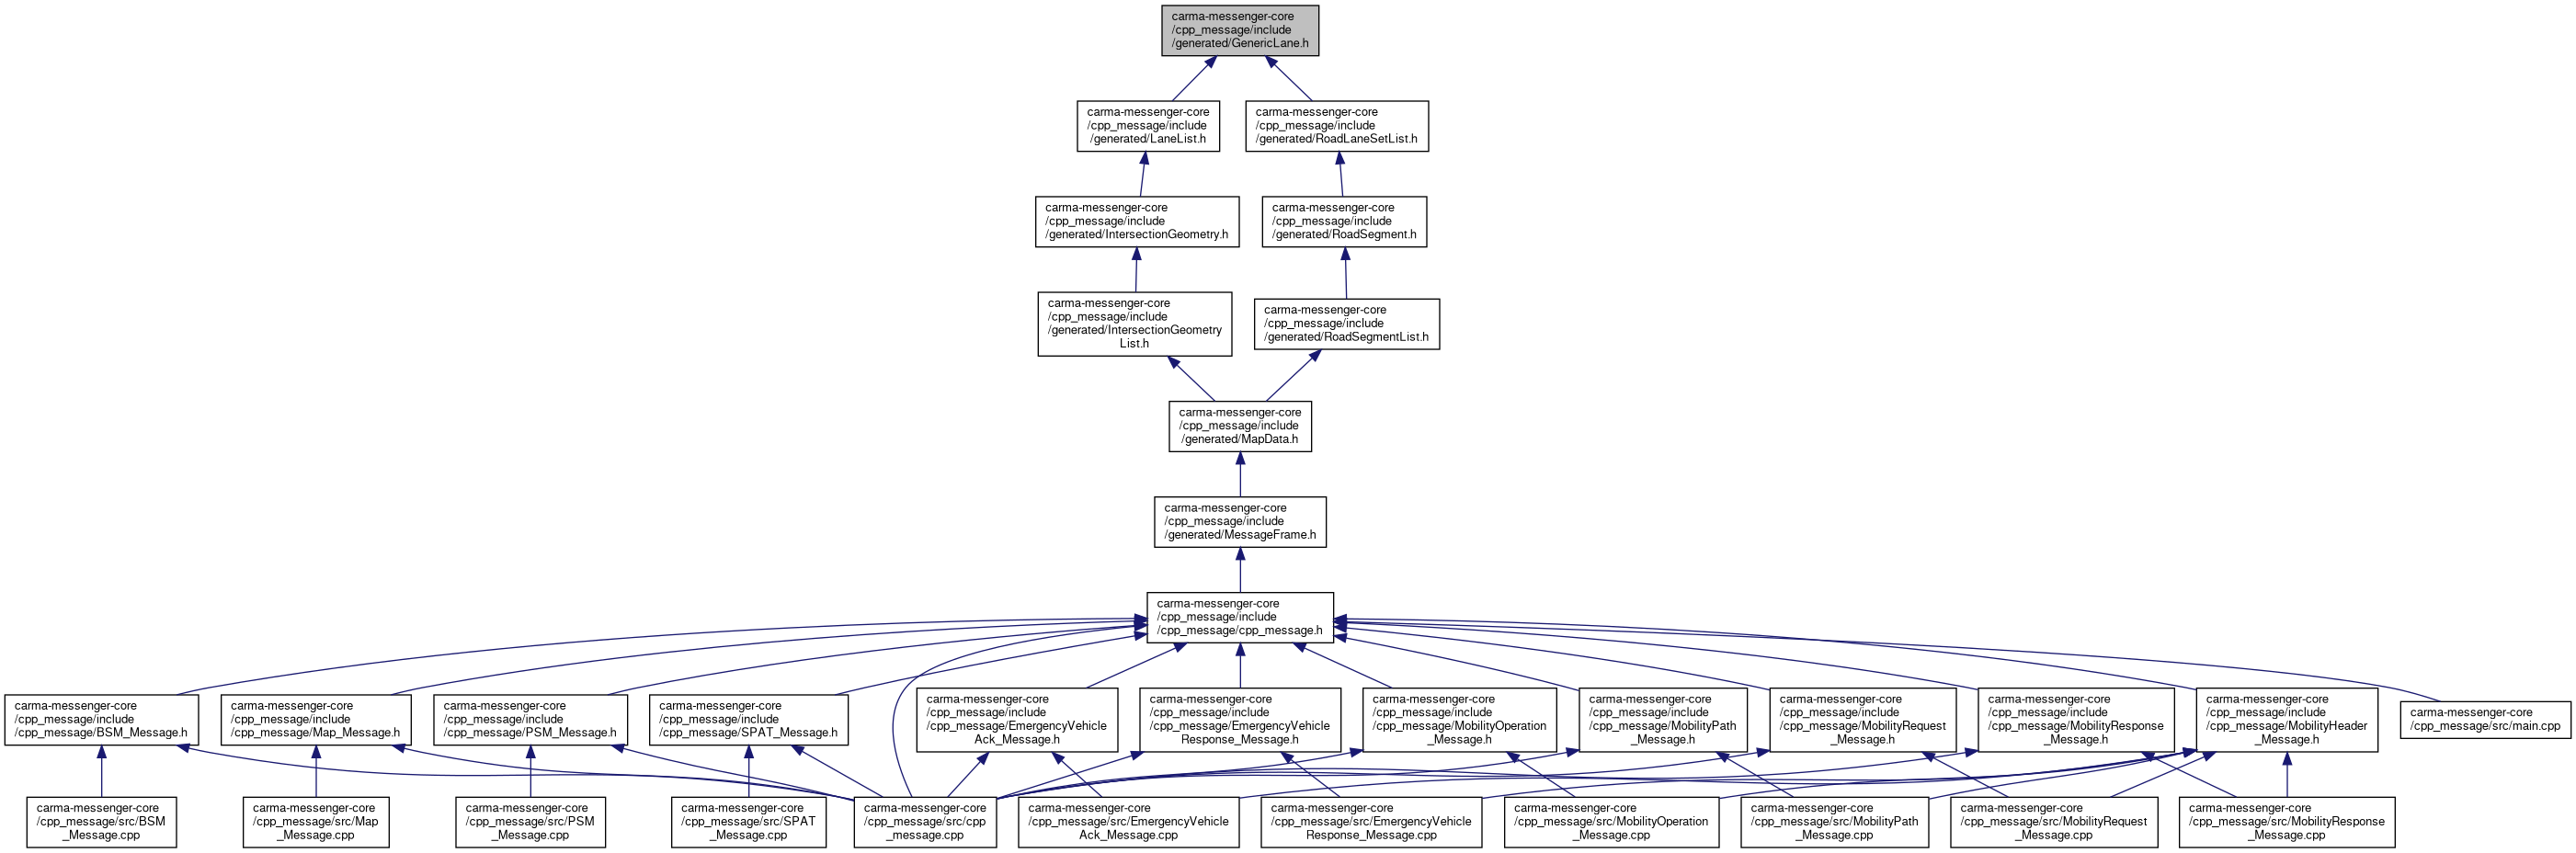 carma-messenger-core
/cpp_message/include
/generated/GenericLane.h
carma-messenger-core
/cpp_message/include
/generated/LaneList.h
carma-messenger-core
/cpp_message/include
/generated/RoadLaneSetList.h
carma-messenger-core
/cpp_message/include
/generated/IntersectionGeometry.h
carma-messenger-core
/cpp_message/include
/generated/RoadSegment.h
carma-messenger-core
/cpp_message/include
/generated/IntersectionGeometry
List.h
carma-messenger-core
/cpp_message/include
/generated/RoadSegmentList.h
carma-messenger-core
/cpp_message/include
/generated/MapData.h
carma-messenger-core
/cpp_message/include
/generated/MessageFrame.h
carma-messenger-core
/cpp_message/include
/cpp_message/cpp_message.h
carma-messenger-core
/cpp_message/include
/cpp_message/BSM_Message.h
carma-messenger-core
/cpp_message/include
/cpp_message/Map_Message.h
carma-messenger-core
/cpp_message/include
/cpp_message/PSM_Message.h
carma-messenger-core
/cpp_message/include
/cpp_message/SPAT_Message.h
carma-messenger-core
/cpp_message/include
/cpp_message/EmergencyVehicle
Ack_Message.h
carma-messenger-core
/cpp_message/include
/cpp_message/EmergencyVehicle
Response_Message.h
carma-messenger-core
/cpp_message/include
/cpp_message/MobilityOperation
_Message.h
carma-messenger-core
/cpp_message/include
/cpp_message/MobilityPath
_Message.h
carma-messenger-core
/cpp_message/include
/cpp_message/MobilityRequest
_Message.h
carma-messenger-core
/cpp_message/include
/cpp_message/MobilityResponse
_Message.h
carma-messenger-core
/cpp_message/include
/cpp_message/MobilityHeader
_Message.h
carma-messenger-core
/cpp_message/src/main.cpp
carma-messenger-core
/cpp_message/src/BSM
_Message.cpp
carma-messenger-core
/cpp_message/src/Map
_Message.cpp
carma-messenger-core
/cpp_message/src/PSM
_Message.cpp
carma-messenger-core
/cpp_message/src/SPAT
_Message.cpp
carma-messenger-core
/cpp_message/src/cpp
_message.cpp
carma-messenger-core
/cpp_message/src/EmergencyVehicle
Ack_Message.cpp
carma-messenger-core
/cpp_message/src/EmergencyVehicle
Response_Message.cpp
carma-messenger-core
/cpp_message/src/MobilityOperation
_Message.cpp
carma-messenger-core
/cpp_message/src/MobilityPath
_Message.cpp
carma-messenger-core
/cpp_message/src/MobilityRequest
_Message.cpp
carma-messenger-core
/cpp_message/src/MobilityResponse
_Message.cpp